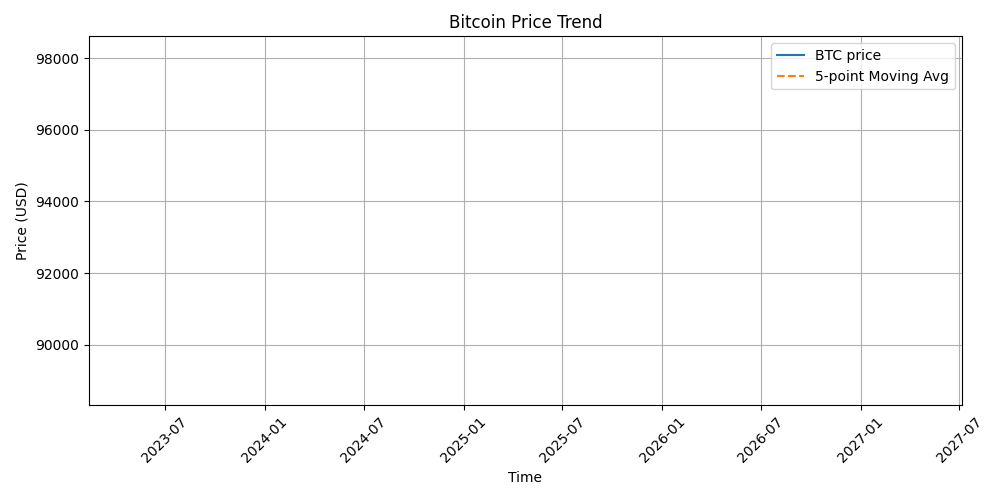 Bitcoin Price Trend
BTC price
5-point Moving Avg
98000
96000
94000
92000
90000
Price (USD)
2023-07
2024-01
2024-07
2025-01
2025-07
2026-01
2026-07
2027-01
2027-07
Time